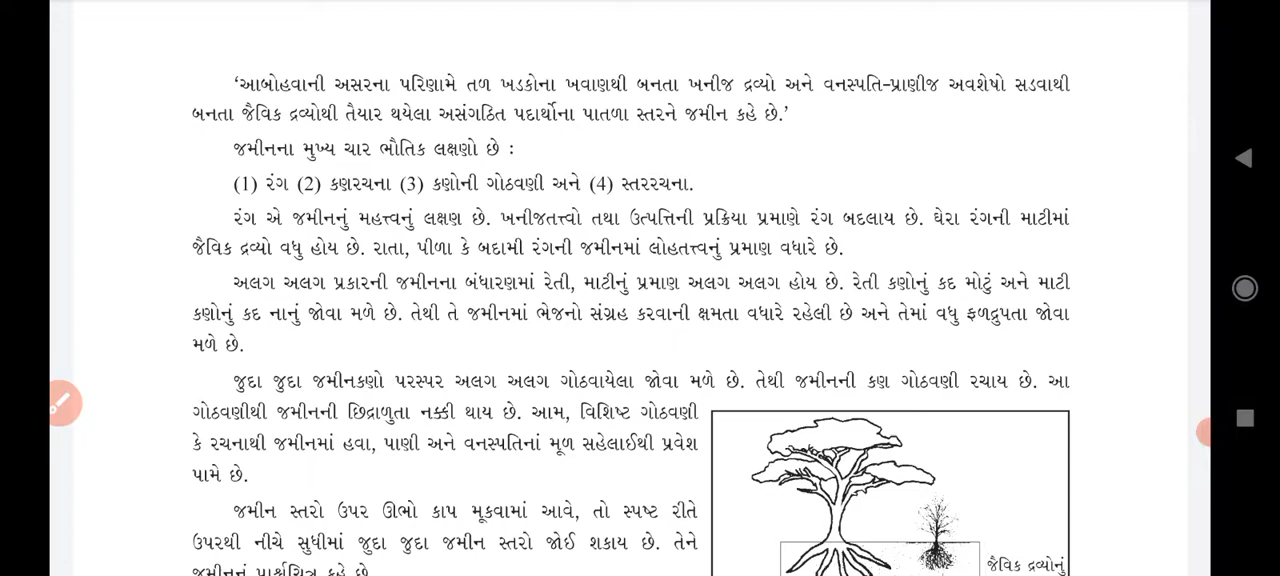 ‘આબોહવાની અસરના પરિણામે તળ ખડકોના ખવાણથી બનતા ખનીજ દ્રવ્યો અને વનસ્પતિ-પ્રાણીજ અવશેષો સડવાથી
બનતા જૈવિક દ્રવ્યોથી તૈયાર થયેલા અસંગઠિત પદાર્થોના પાતળા સ્તરને જમીન કહે છે.’
જમીનના મુખ્ય ચાર ભૌતિક લક્ષણો છે :
(1) રંગ (2) કણરચના (3) કણોની ગોઠવણી અને (4) સ્તરરચના.
રંગ એ જમીનનું મહત્ત્વનું લક્ષણ છે. ખનીજતત્ત્વો તથા ઉત્પત્તિની પ્રક્રિયા પ્રમાણે રંગ બદલાય છે. ઘેરા રંગની માટીમાં
જૈવિક દ્રવ્યો વધુ હોય છે. રાતા, પીળા કે બદામી રંગની જમીનમાં લોહતત્ત્વનું પ્રમાણ વધારે છે.
અલગ અલગ પ્રકારની જમીનના બંધારણમાં રેતી, માટીનું પ્રમાણ અલગ અલગ હોય છે. રેતી કણોનું કદ મોટું અને માટી
કણોનું કદ નાનું જોવા મળે છે. તેથી તે જમીનમાં ભેજનો સંગ્રહ કરવાની ક્ષમતા વધારે રહેલી છે અને તેમાં વધુ ફળદ્રુપતા જોવા
મળે છે.
જુદા જુદા જમીનકણો પરસ્પર અલગ અલગ ગોઠવાયેલા જોવા મળે છે. તેથી જમીનની કણ ગોઠવણી રચાય છે. આ
ગોઠવણીથી જમીનની છિદ્રાળુતા નક્કી થાય છે. આમ, વિશિષ્ટ ગોઠવણી
કે રચનાથી જમીનમાં હવા, પાણી અને વનસ્પતિનાં મૂળ સહેલાઈથી પ્રવેશ
પામે છે.
જમીન સ્તરો ઉપર ઊભો કાપ મૂકવામાં આવે, તો સ્પષ્ટ રીતે
ઉપરથી નીચે સુધીમાં જુદા જુદા જમીન સ્તરો જોઈ શકાય છે. તેને
જમીનનું પાર્શ્વચિત્ર કહે છે.
જૈવિક દ્રવ્યોનું